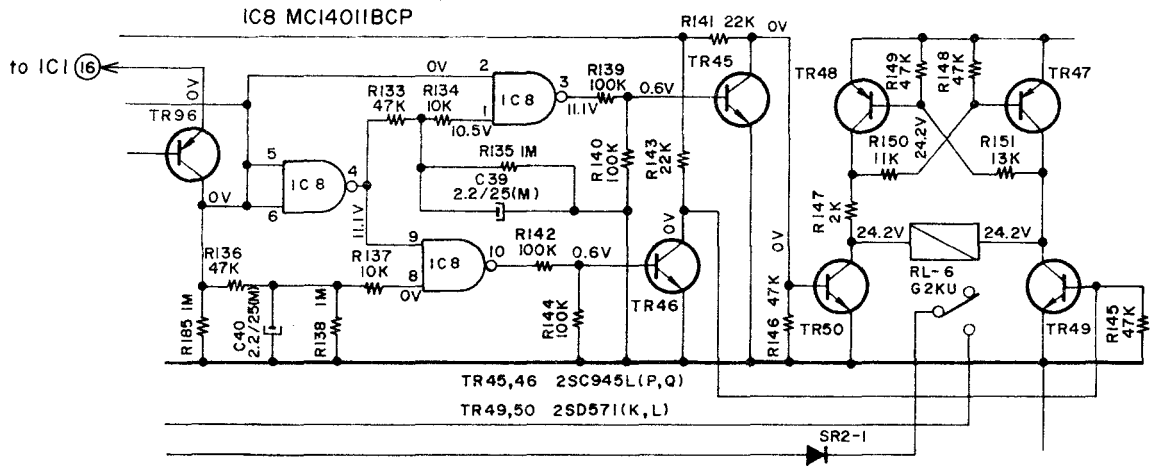 IC8 MC14011BCP
to IC1 16
R141 22K
0V
TR45
TR48
R149 47K
R148 47K
TR47
0V
2
3
R139 100K
0.6V
11.1V
IC8
R133 47K
R134 10K
1
10.5V
0V
TR96
5
4
IC8
0V
6
11.1V
R135 1M
C39 2.2/25(M)
R140 100K
R143 22K
24.2V
R150 11K
R151 13K
R147 2K
24.2V
24.2V
RL-6
G2KU
R136 47K
R137 10K
9
10
IC8
8
0V
R142 100K
0.6V
0V
TR46
0V
R185 1M
C40 2.2/25(M)
R138 1M
R144 100K
R146 47K
TR50
TR49
R145 47K
TR45,46 2SC945L(P,Q)
TR49,50 2SD571(K,L)
SR2-1